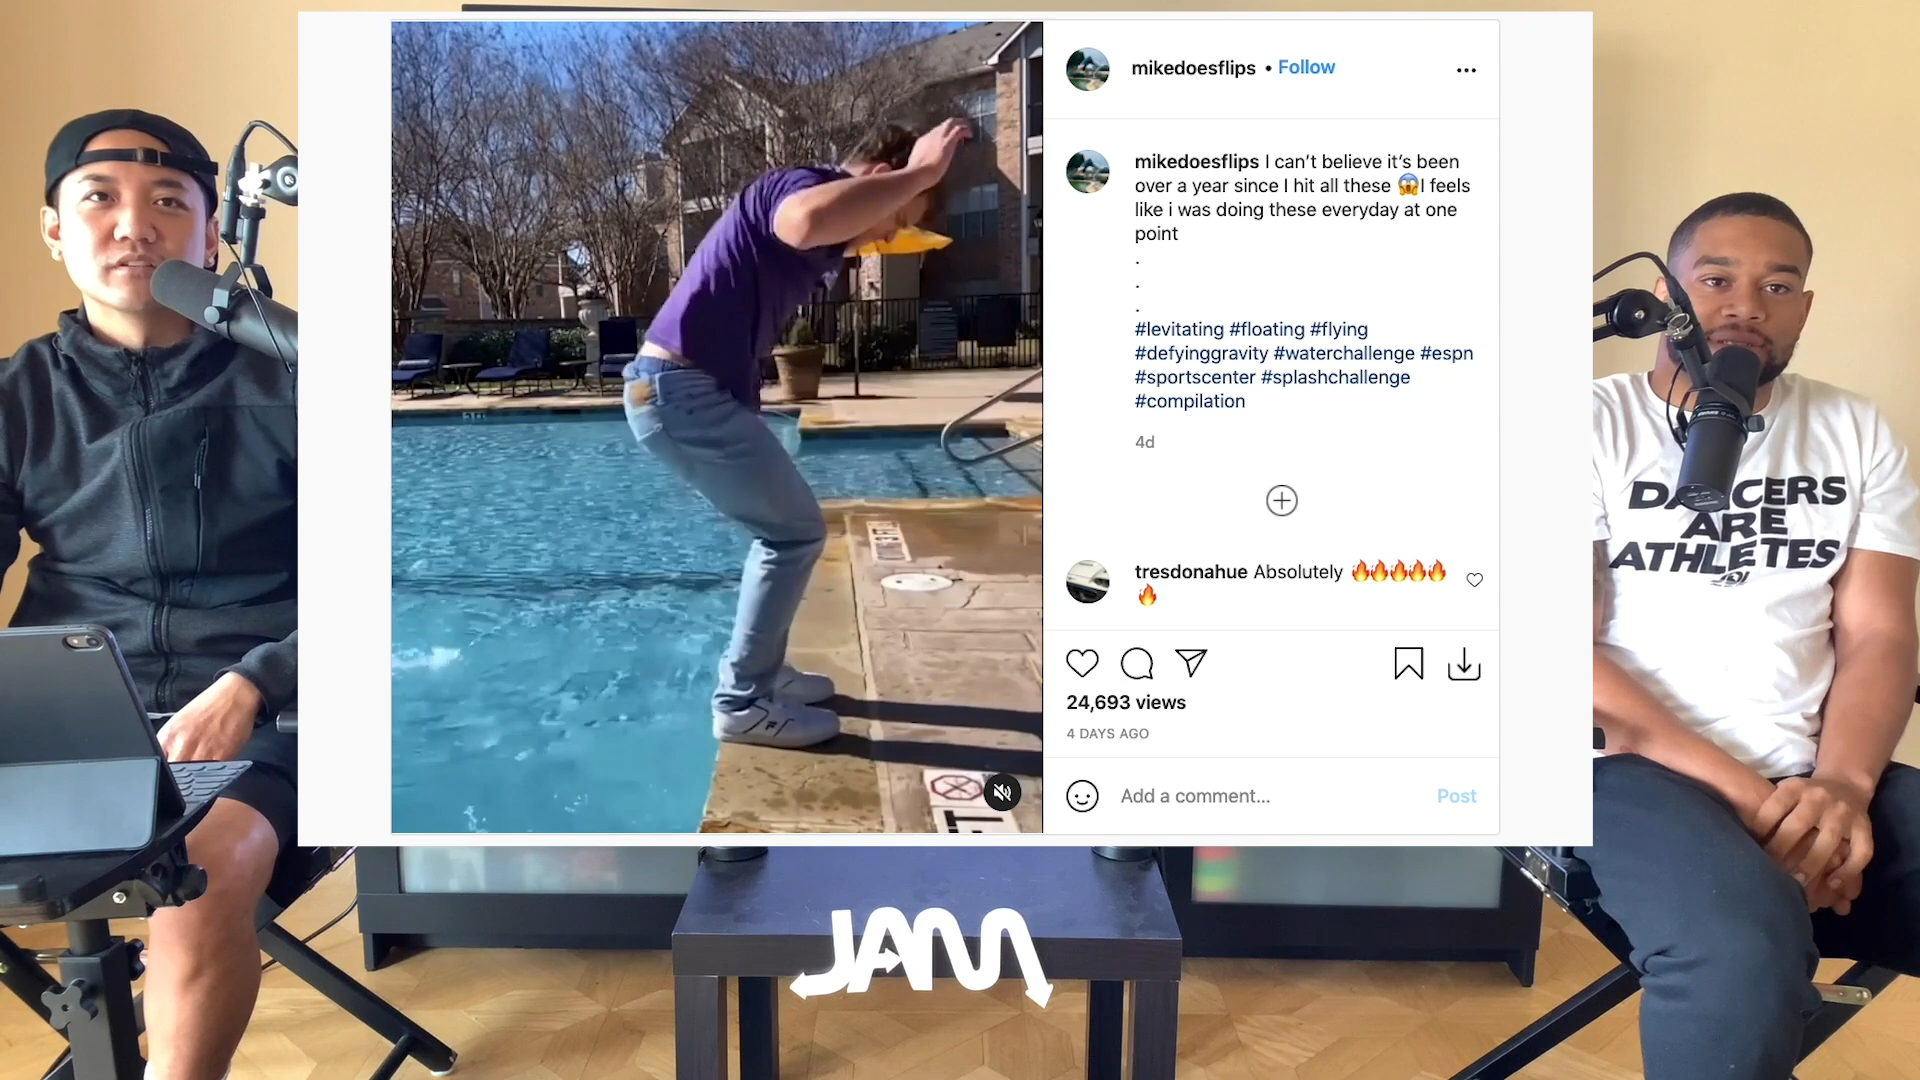 mikedoesflips • Follow
mikedoesflips I can't believe it's been
over a year since I hit all these 😱I feels
like i was doing these everyday at one
point
.
.
.
#levitating #floating #flying
#defyinggravity #waterchallenge #espn
#sportscenter #splashchallenge
#compilation
4d
tresdonahue Absolutely 🔥🔥🔥🔥🔥
🔥
24,693 views
4 DAYS AGO
Add a comment... Post
DANCERS
ARE
ATHLETES
JAM